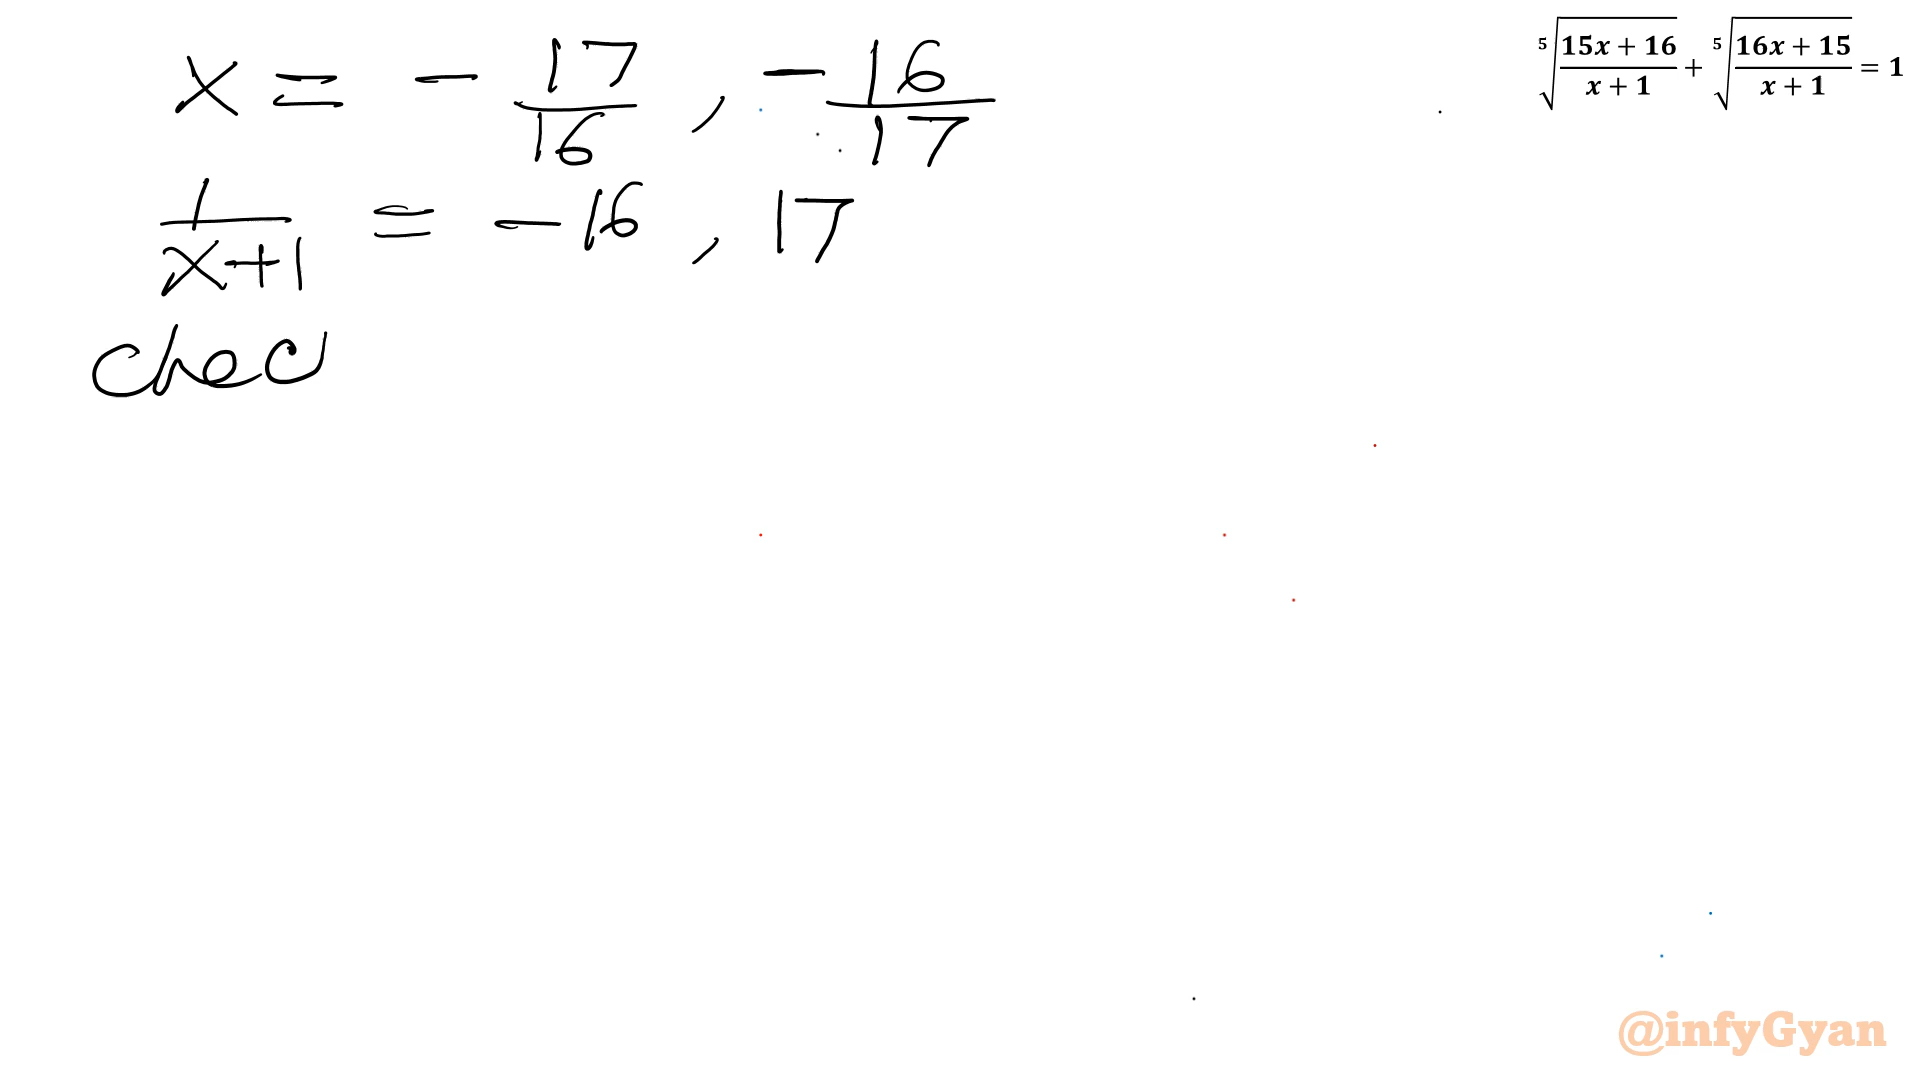 x = - 17/16 , - 16/17
1/(x+1) = -16 , 17
chec
⁵√((15x + 16)/(x + 1)) + ⁵√((16x + 15)/(x + 1)) = 1
@infyGyan